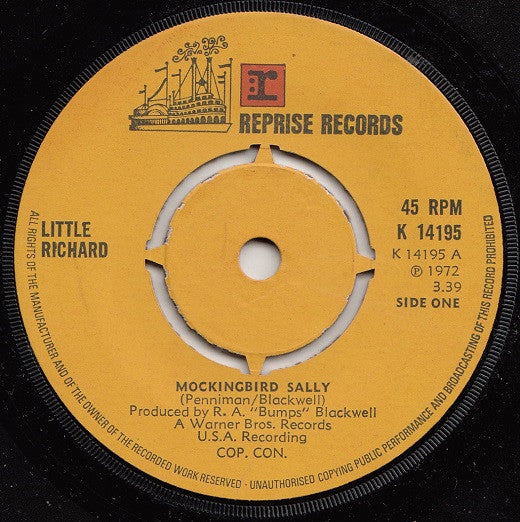 r
REPRISE RECORDS
LITTLE
RICHARD
45 RPM
K 14195
K 14195 A
Ⓟ 1972
3.39
SIDE ONE
MOCKINGBIRD SALLY
(Penniman/Blackwell)
Produced by R. A. "Bumps" Blackwell
A Warner Bros. Records
U.S.A. Recording
COP. CON.
ALL RIGHTS OF THE MANUFACTURER AND OF THE OWNER OF THE RECORDED WORK RESERVED - UNAUTHORISED COPYING PUBLIC PERFORMANCE AND BROADCASTING OF THIS RECORD PROHIBITED